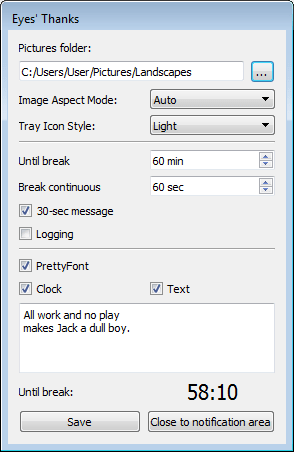 Eyes' Thanks
Pictures folder:
C:/Users/User/Pictures/Landscapes
...
Image Aspect Mode: Auto
Tray Icon Style: Light
Until break 60 min
Break continuous 60 sec
30-sec message
Logging
PrettyFont
Clock Text
All work and no play
makes Jack a dull boy.
Until break: 58:10
Save Close to notification area